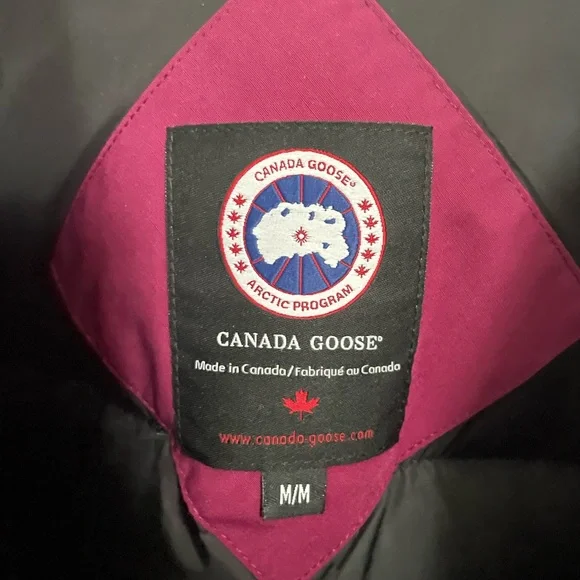 CANADA GOOSE®
ARCTIC PROGRAM
CANADA GOOSE®
Made in Canada/Fabriqué au Canada
www.canada-goose.com
M/M